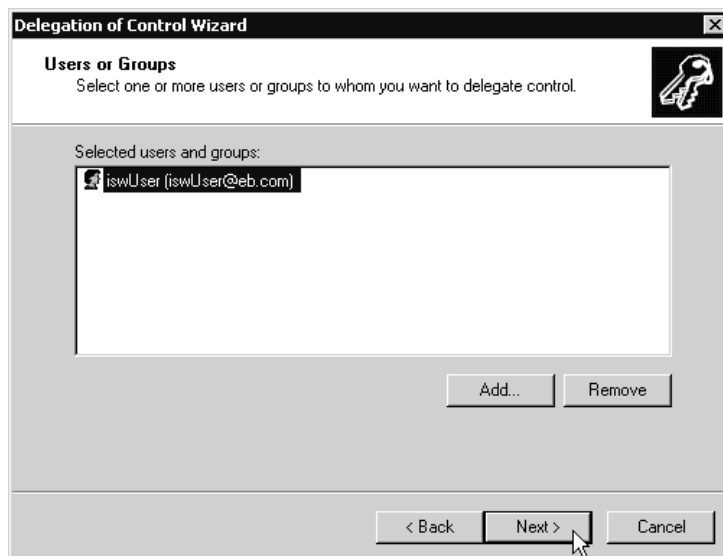 Delegation of Control Wizard
Users or Groups
Select one or more users or groups to whom you want to delegate control.
Selected users and groups:
iswUser (iswUser@eb.com)
Add...
Remove
< Back
Next >
Cancel